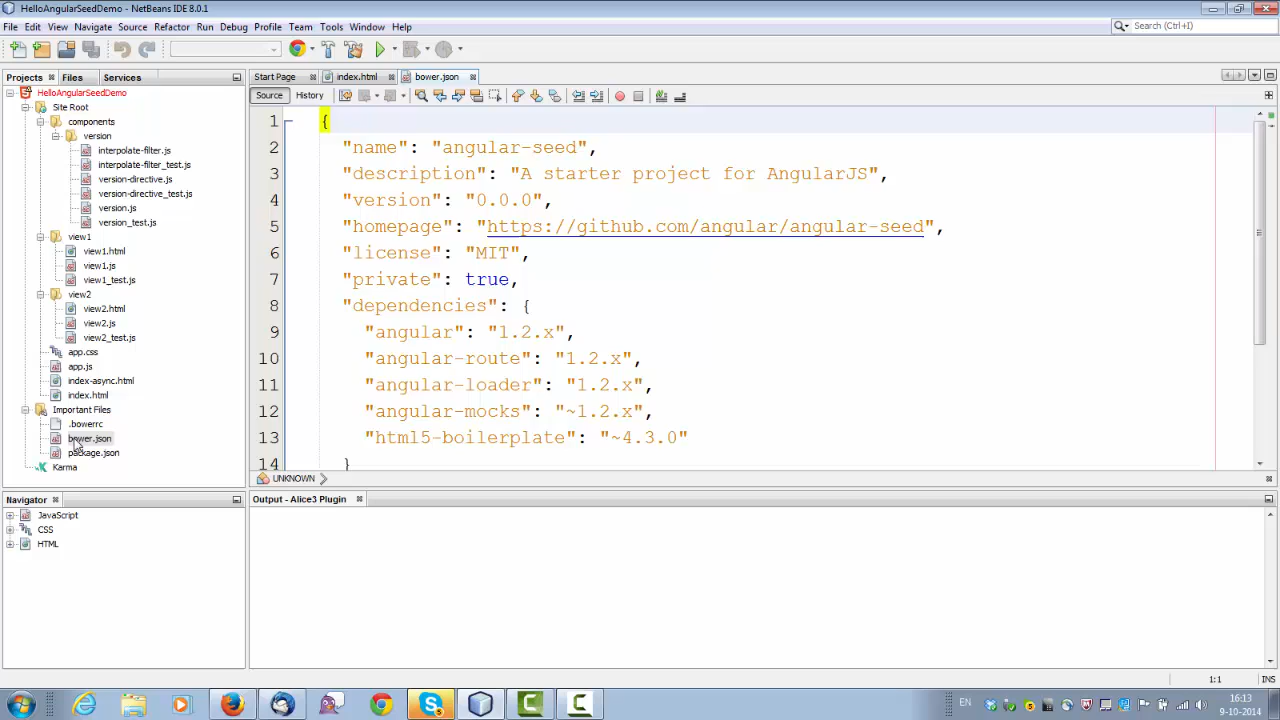 HelloAngularSeedDemo - NetBeans IDE 8.0.1
File Edit View Navigate Source Refactor Run Debug Profile Team Tools Window Help
Search (Ctrl+I)
Projects Files Services
Start Page index.html bower.json
Source History
HelloAngularSeedDemo
Site Root
components
version
interpolate-filter.js
interpolate-filter_test.js
version-directive.js
version-directive_test.js
version.js
version_test.js
view1
view1.html
view1.js
view1_test.js
view2
view2.html
view2.js
view2_test.js
app.css
app.js
index-async.html
index.html
Important Files
.bowerrc
bower.json
package.json
Karma
1 {
2 "name": "angular-seed",
3 "description": "A starter project for AngularJS",
4 "version": "0.0.0",
5 "homepage": "https://github.com/angular/angular-seed",
6 "license": "MIT",
7 "private": true,
8 "dependencies": {
9 "angular": "1.2.x",
10 "angular-route": "1.2.x",
11 "angular-loader": "1.2.x",
12 "angular-mocks": "~1.2.x",
13 "html5-boilerplate": "~4.3.0"
14 }
UNKNOWN
Navigator
JavaScript
CSS
HTML
Output - Alice3 Plugin
1:1 INS
EN
16:13
9-10-2014